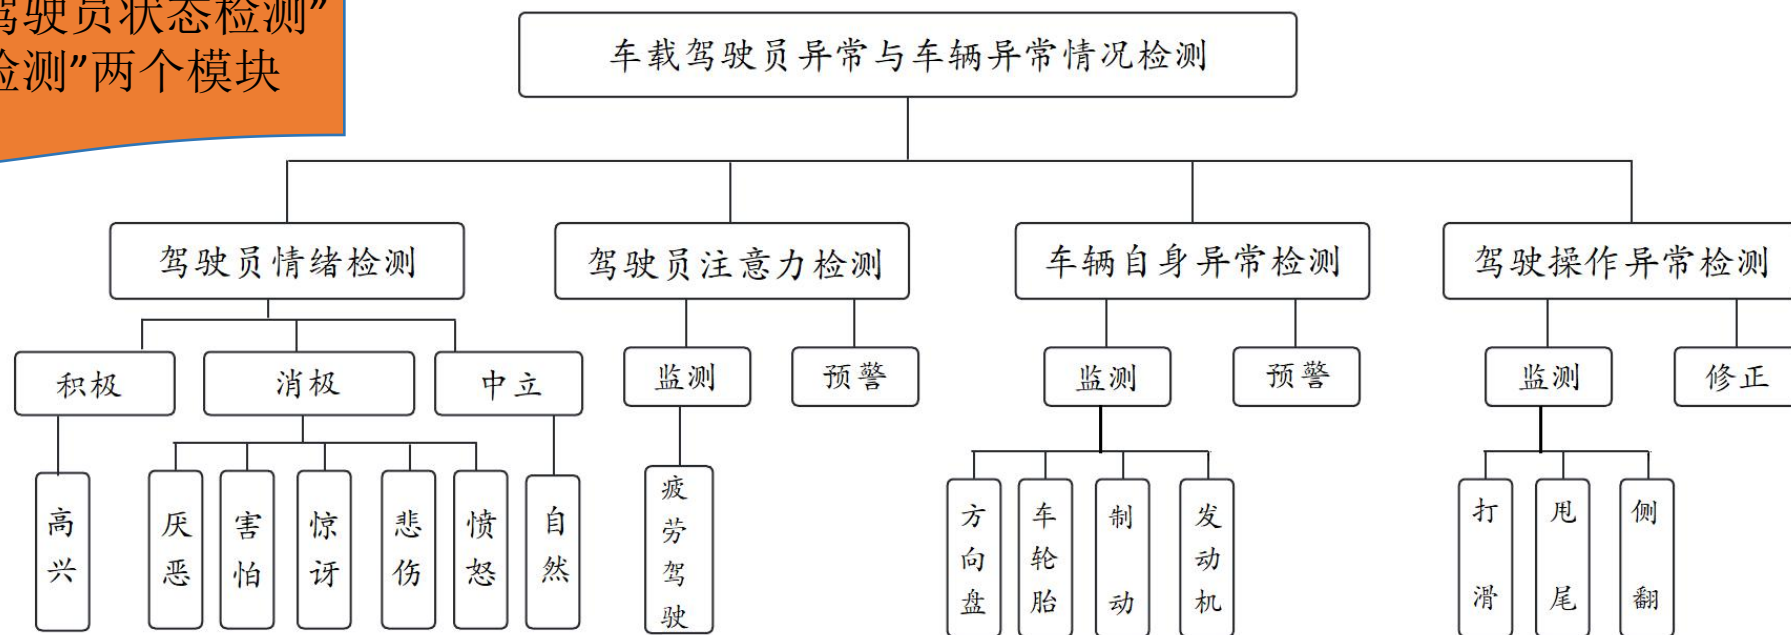 驾驶员状态检测”
检测”两个模块
车载驾驶员异常与车辆异常情况检测
驾驶员情绪检测
驾驶员注意力检测
车辆自身异常检测
驾驶操作异常检测
积极
消极
中立
监测
预警
监测
预警
监测
修正
高兴
厌恶
害怕
惊讶
悲伤
愤怒
自然
疲劳驾驶
方向盘
车轮胎
制动
发动机
打滑
甩尾
侧翻